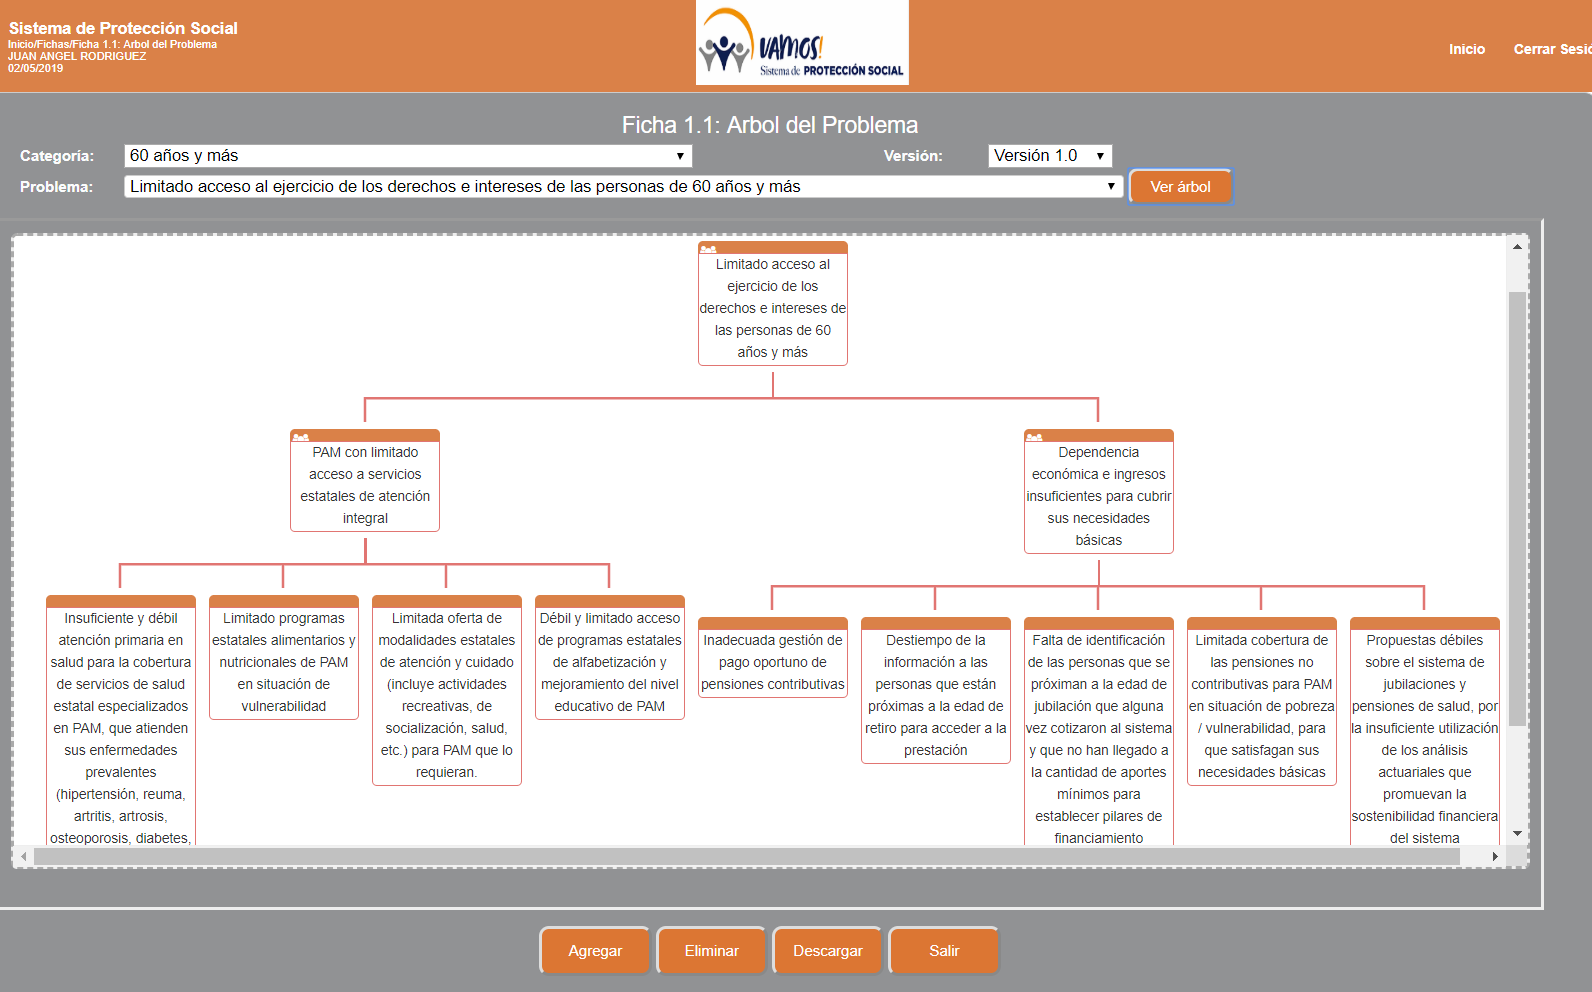 Sistema de Protección Social
Inicio/Fichas/Ficha 1.1: Arbol del Problema
JUAN ANGEL RODRIGUEZ
02/05/2019
VAMOS!
Sistema de PROTECCIÓN SOCIAL
Inicio
Cerrar Sesió
Ficha 1.1: Arbol del Problema
Categoría:
60 años y más
Versión:
Versión 1.0
Problema:
Limitado acceso al ejercicio de los derechos e intereses de las personas de 60 años y más
Ver árbol
Limitado acceso al
ejercicio de los
derechos e intereses de
las personas de 60
años y más
PAM con limitado
acceso a servicios
estatales de atención
integral
Dependencia
económica e ingresos
insuficientes para cubrir
sus necesidades
básicas
Insuficiente y débil
atención primaria en
salud para la cobertura
de servicios de salud
estatal especializados
en PAM, que atienden
sus enfermedades
prevalentes
(hipertensión, reuma,
artritis, artrosis,
osteoporosis, diabetes,
Limitado programas
estatales alimentarios y
nutricionales de PAM
en situación de
vulnerabilidad
Limitada oferta de
modalidades estatales
de atención y cuidado
(incluye actividades
recreativas, de
socialización, salud,
etc.) para PAM que lo
requieran.
Débil y limitado acceso
de programas estatales
de alfabetización y
mejoramiento del nivel
educativo de PAM
Inadecuada gestión de
pago oportuno de
pensiones contributivas
Destiempo de la
información a las
personas que están
próximas a la edad de
retiro para acceder a la
prestación
Falta de identificación
de las personas que se
próximan a la edad de
jubilación que alguna
vez cotizaron al sistema
y que no han llegado a
la cantidad de aportes
mínimos para
establecer pilares de
financiamiento
Limitada cobertura de
las pensiones no
contributivas para PAM
en situación de pobreza
/ vulnerabilidad, para
que satisfagan sus
necesidades básicas
Propuestas débiles
sobre el sistema de
jubilaciones y
pensiones de salud, por
la insuficiente utilización
de los análisis
actuariales que
promuevan la
sostenibilidad financiera
del sistema
Agregar
Eliminar
Descargar
Salir